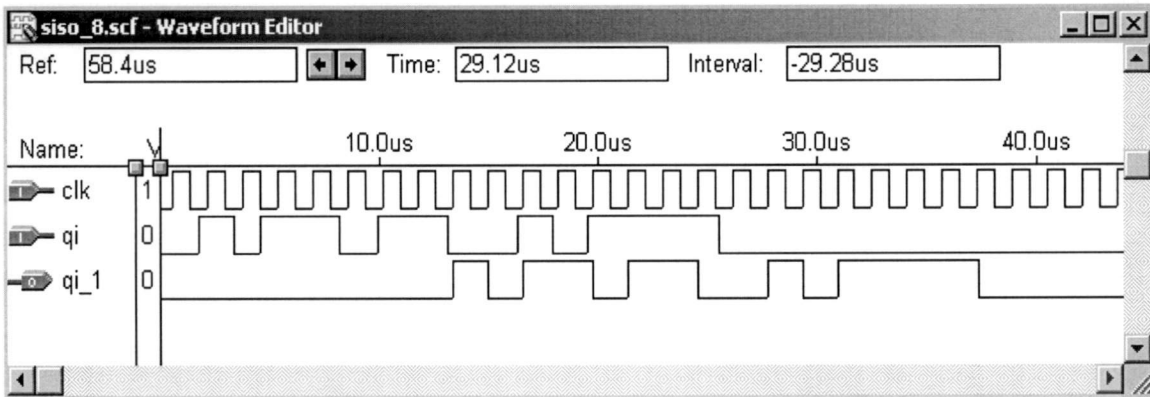 siso_8.scf - Waveform Editor
Ref: 58.4us Time: 29.12us Interval: -29.28us
Name: 10.0us 20.0us 30.0us 40.0us
clk 1
qi 0
qi_1 0